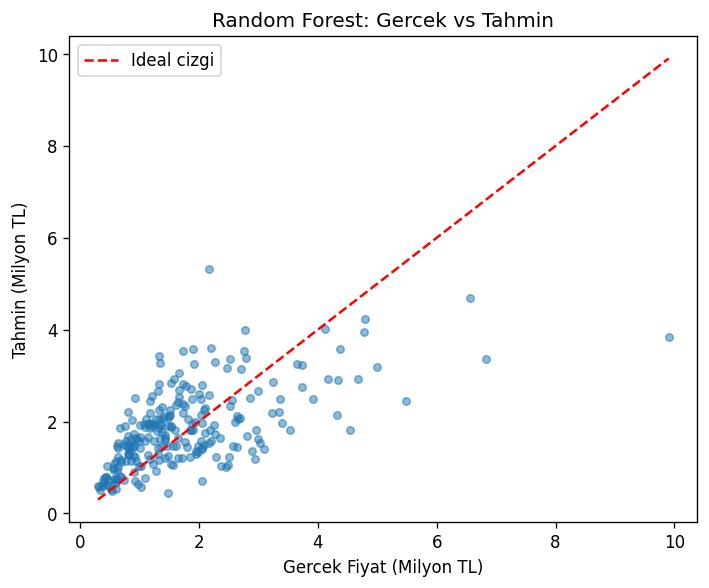 Random Forest: Gercek vs Tahmin
Ideal cizgi
Tahmin (Milyon TL)
10
8
6
4
2
0
0 2 4 6 8 10
Gercek Fiyat (Milyon TL)